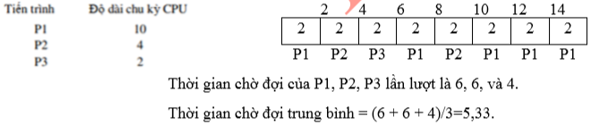 Tiến trình Độ dài chu kỳ CPU
P1 10
P2 4
P3 2
2 4 6 8 10 12 14
2 2 2 2 2 2 2 2
P1 P2 P3 P1 P2 P1 P1 P1
Thời gian chờ đợi của P1, P2, P3 lần lượt là 6, 6, và 4.
Thời gian chờ đợi trung bình = (6 + 6 + 4)/3=5,33.